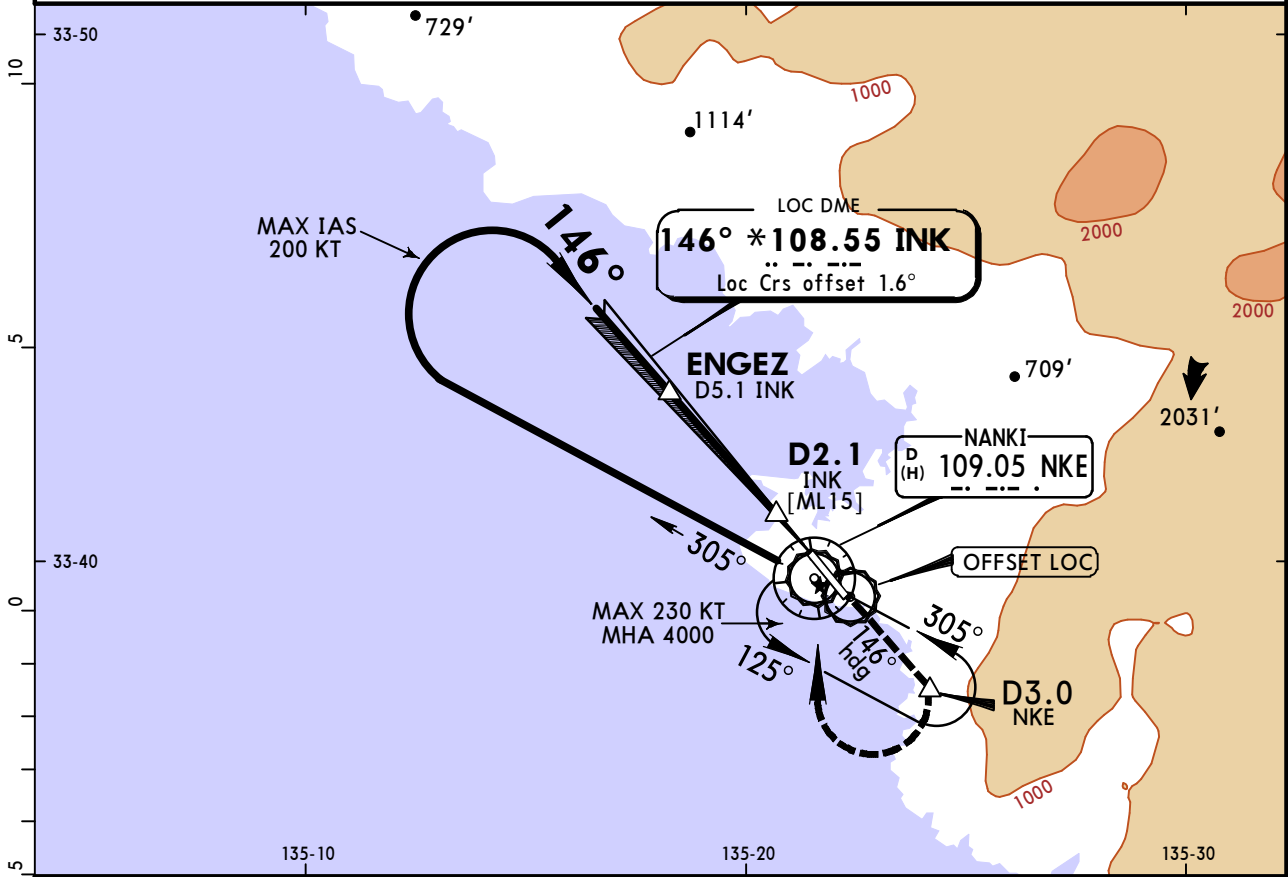 33-50
729'
10
1000
1114'
2000
LOC DME
146° *108.55 INK
Loc Crs offset 1.6°
MAX IAS
200 KT
146°
2000
5
ENGEZ
D5.1 INK
709'
2031'
NANKI
D
(H)
109.05 NKE
D2.1
INK
[ML15]
305°
33-40
OFFSET LOC
0
MAX 230 KT
MHA 4000
125°
146°
hdg
305°
D3.0
NKE
1000
5
135-10
135-20
135-30